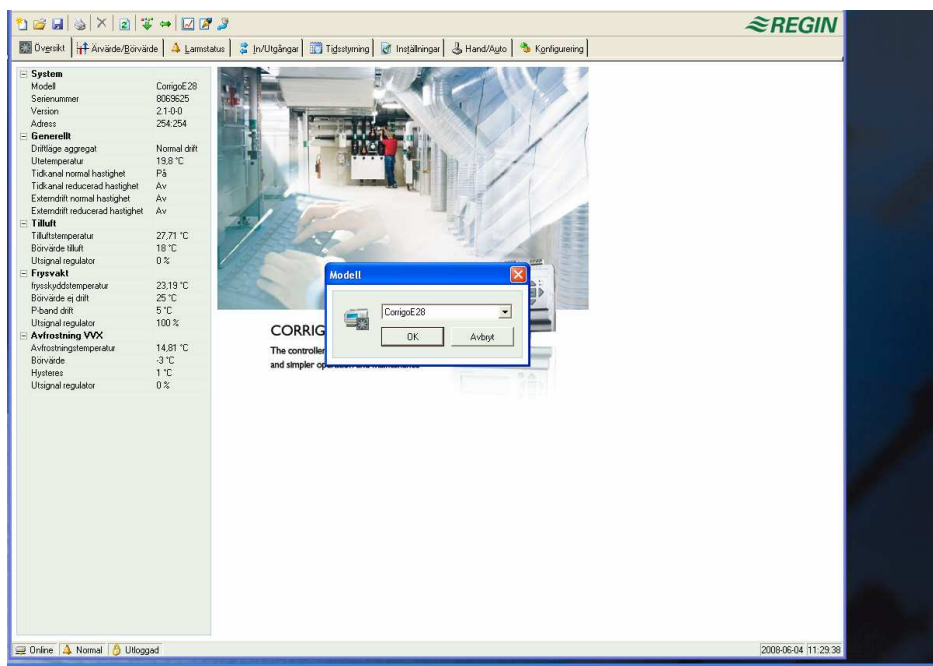 REGIN
Översikt Ärvärde/Börvärde Larmstatus In/Utgångar Tidsstyrning Inställningar Hand/Auto Konfigurering
System
Modell CorrigoE28
Serienummer 8069625
Version 2.1-0-0
Adress 254:254
Generellt
Driftläge aggregat Normal drift
Utetemperatur 19,8 °C
Tidkanal normal hastighet På
Tidkanal reducerad hastighet Av
Externdrift normal hastighet Av
Externdrift reducerad hastighet Av
Tilluft
Tilluftstemperatur 27,71 °C
Börvärde tilluft 18 °C
Utsignal regulator 0 %
Frysvakt
frysskyddstemperatur 23,19 °C
Börvärde ej drift 25 °C
P-band drift 5 °C
Utsignal regulator 100 %
Avfrostning VVX
Avfrostningstemperatur 14,81 °C
Börvärde -3 °C
Hysteres 1 °C
Utsignal regulator 0 %
Modell
CorrigoE28
OK Avbryt
CORRIG
The controller
and simpler operation and maintenance
Online Normal Utloggad 2008-06-04 11:29:38